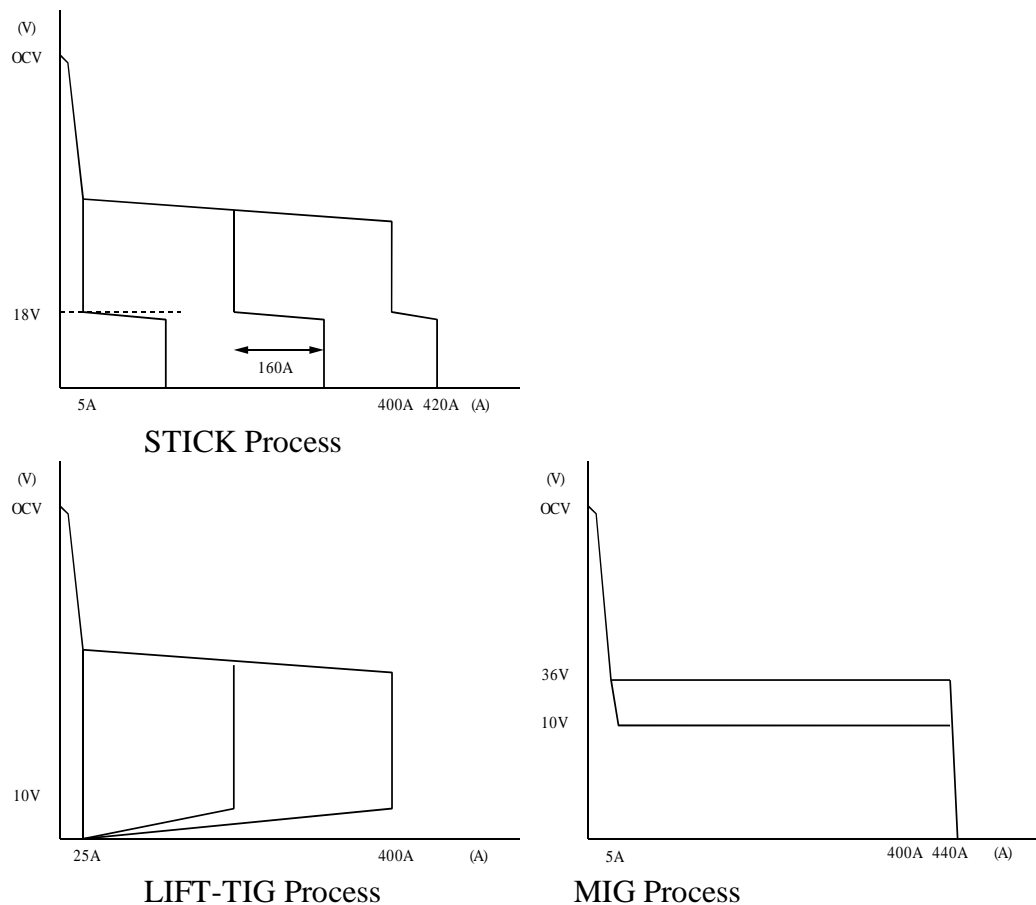 (V)
OCV
18V
160A
5A
400A 420A (A)
STICK Process
(V)
OCV
10V
25A
400A
(A)
LIFT-TIG Process
(V)
OCV
36V
10V
5A
400A 440A (A)
MIG Process